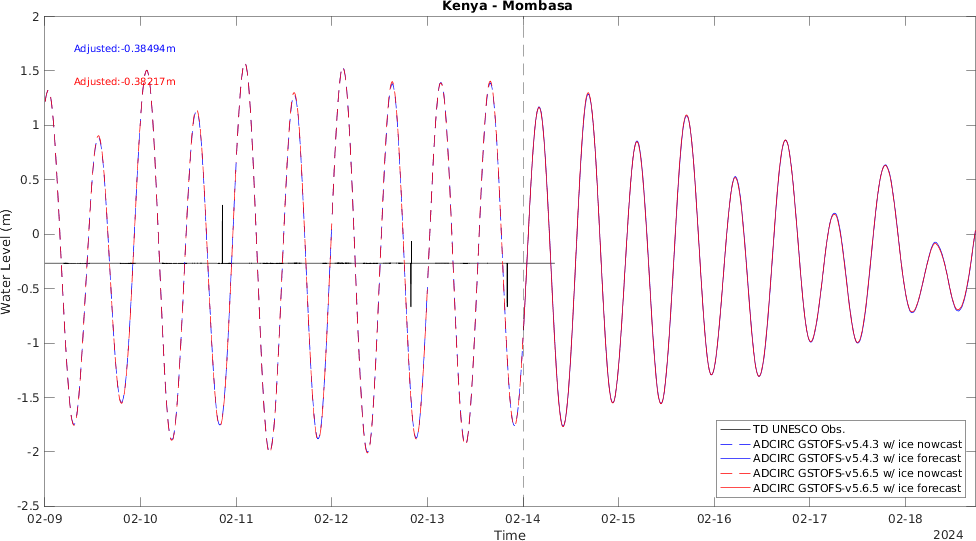 Kenya - Mombasa
Adjusted:-0.38494m
Adjusted:-0.38217m
2
1.5
1
0.5
0
-0.5
-1
-1.5
-2
-2.5
Water Level (m)
02-09 02-10 02-11 02-12 02-13 02-14 02-15 02-16 02-17 02-18
Time
2024
TD UNESCO Obs.
ADCIRC GSTOFS-v5.4.3 w/ ice nowcast
ADCIRC GSTOFS-v5.4.3 w/ ice forecast
ADCIRC GSTOFS-v5.6.5 w/ ice nowcast
ADCIRC GSTOFS-v5.6.5 w/ ice forecast